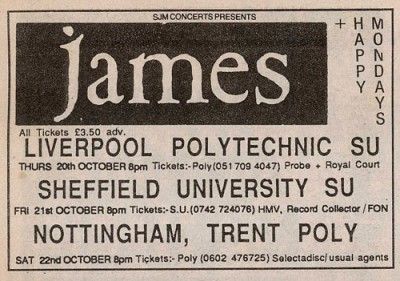 SJM CONCERTS PRESENTS
james
+ HAPPY MONDAYS
All Tickets £3.50 adv.
LIVERPOOL POLYTECHNIC SU
THURS 20th OCTOBER 8pm Tickets:-Poly(051 709 4047) Probe + Royal Court
SHEFFIELD UNIVERSITY SU
FRI 21st OCTOBER 8pm Tickets:-S.U.(0742 724076) HMV, Record Collector / FON
NOTTINGHAM, TRENT POLY
SAT 22nd OCTOBER 8pm Tickets:- Poly (0602 476725) Selectadisc/ usual agents